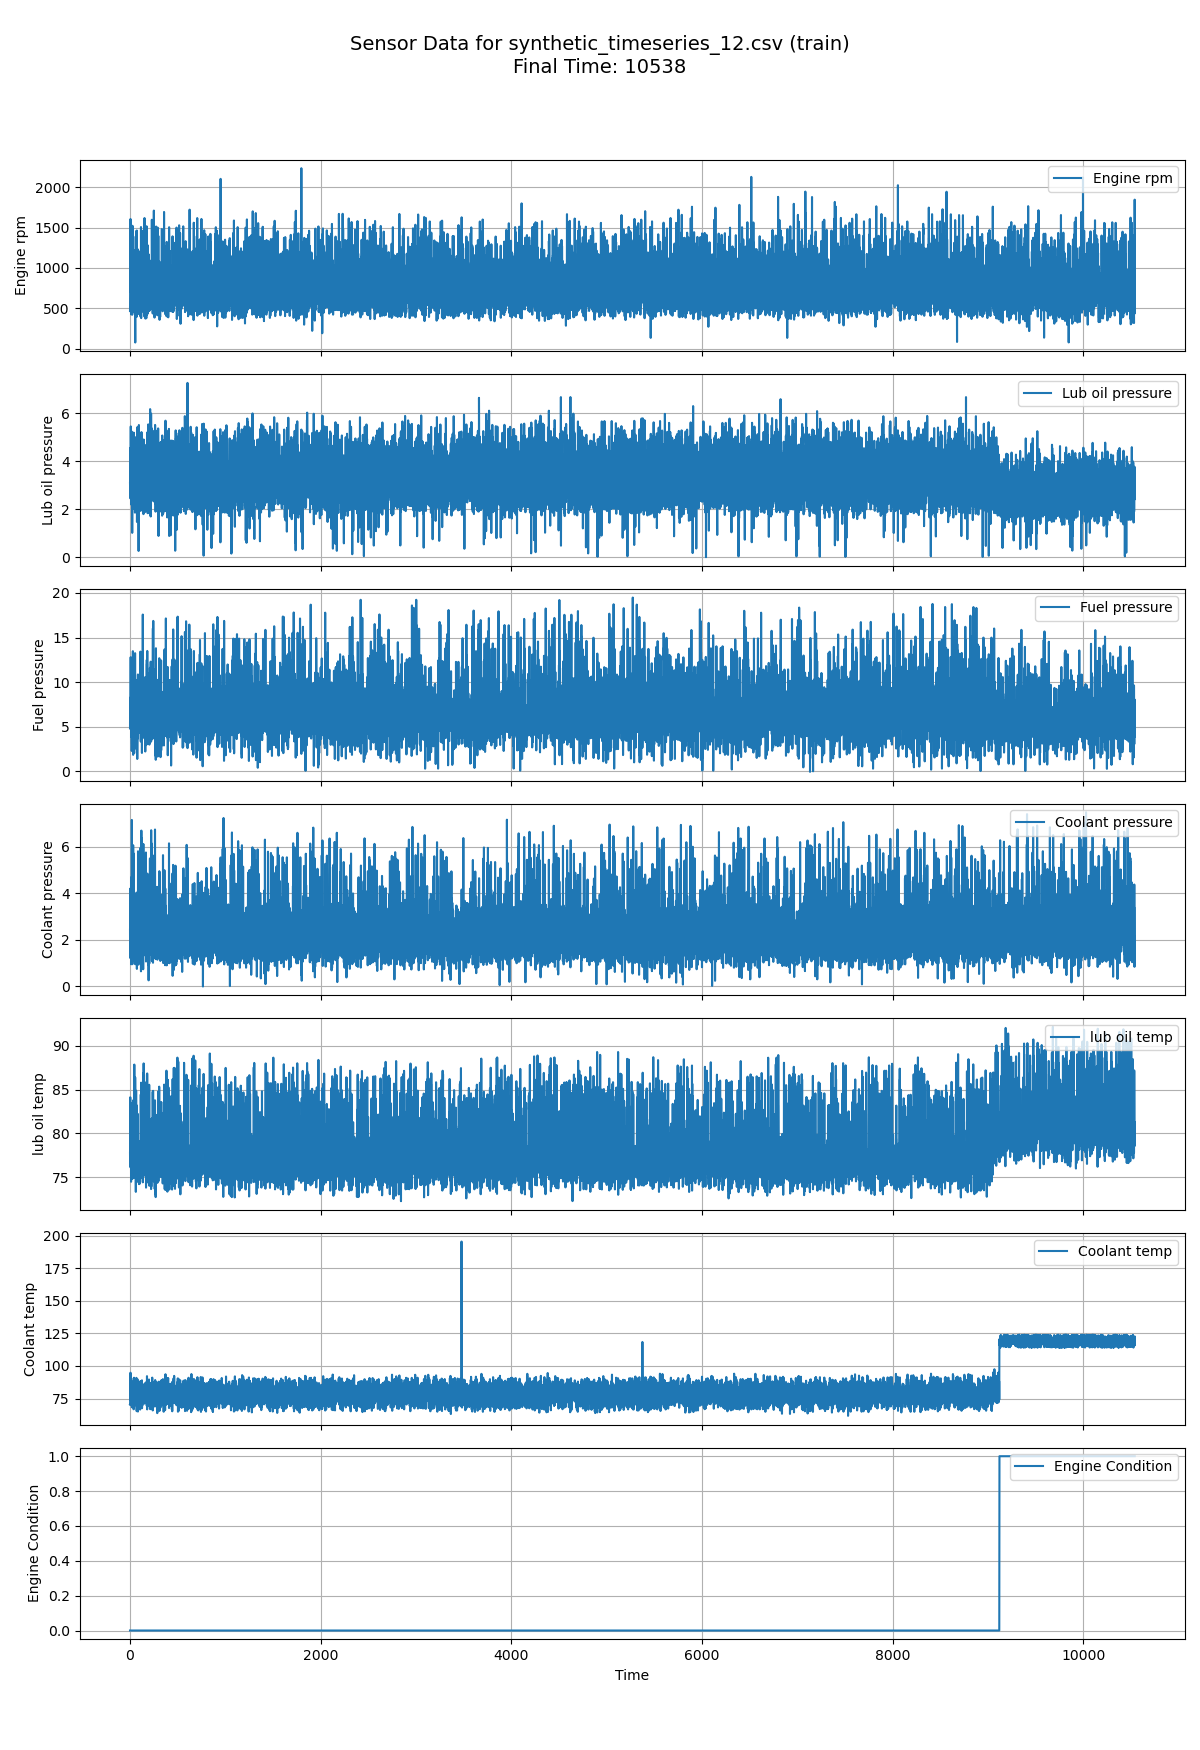 Sensor Data for synthetic_timeseries_12.csv (train)
Final Time: 10538
Engine rpm
2000
1500
1000
500
0
Engine rpm
Lub oil pressure
6
4
2
0
Lub oil pressure
Fuel pressure
20
15
10
5
0
Fuel pressure
Coolant pressure
6
4
2
0
Coolant pressure
lub oil temp
90
85
80
75
lub oil temp
Coolant temp
200
175
150
125
100
75
Coolant temp
Engine Condition
1.0
0.8
0.6
0.4
0.2
0.0
Engine Condition
0 2000 4000 6000 8000 10000
Time